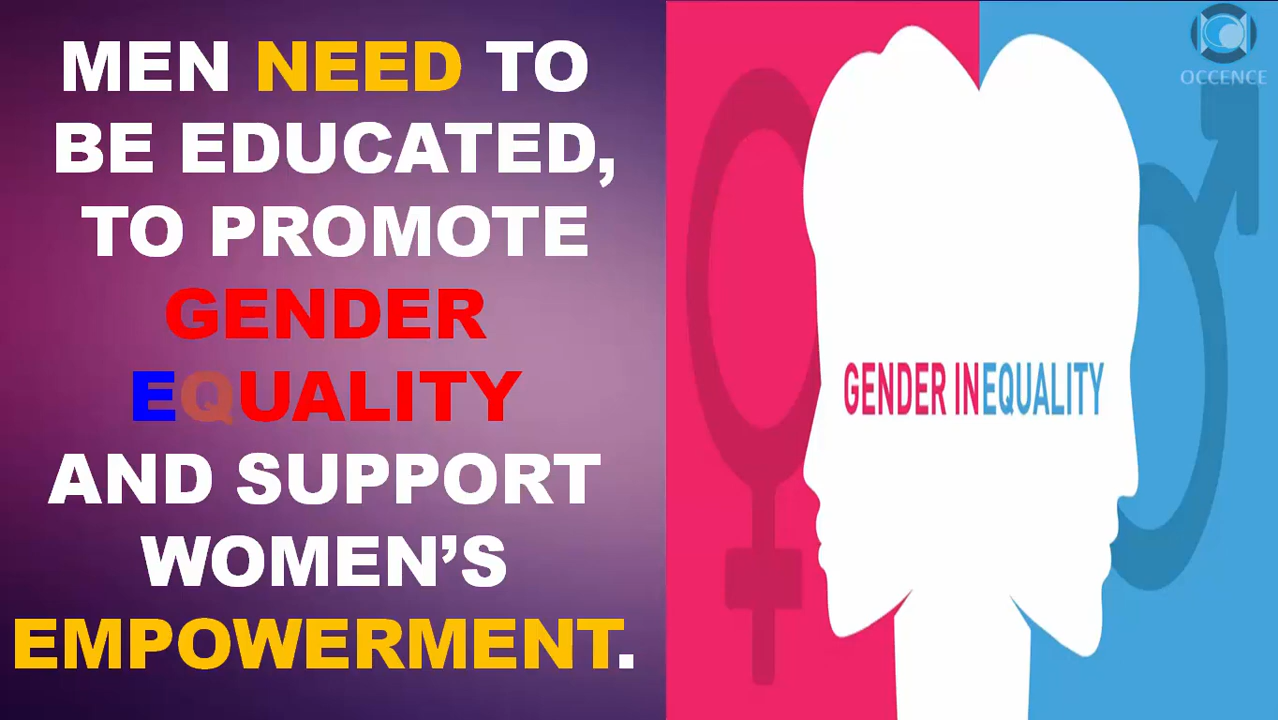 MEN NEED TO
BE EDUCATED,
TO PROMOTE
GENDER
EQUALITY
AND SUPPORT
WOMEN’S
EMPOWERMENT.
OCCENCE
GENDER INEQUALITY